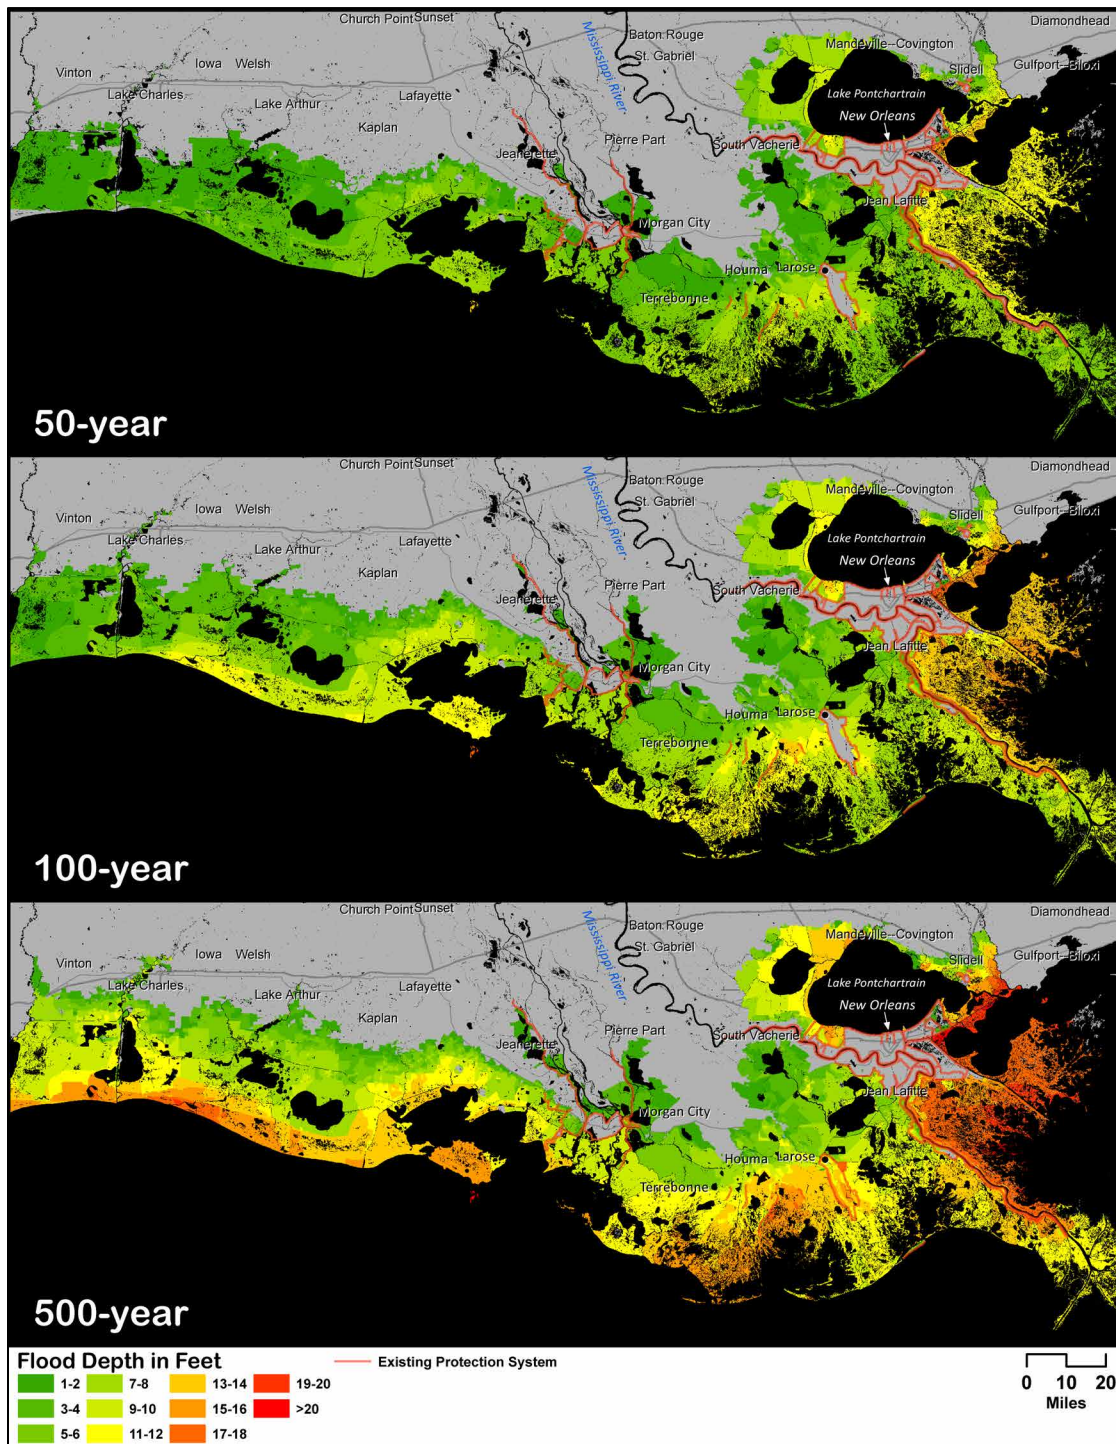 Church Point Sunset
Diamondhead
Baton Rouge
Mandeville--Covington
St. Gabriel
Iowa Welsh
Slidell
Gulfport--Biloxi
Vinton
Mississippi River
Lake Charles
Lafayette
Lake Pontchartrain
Lake Arthur
New Orleans
Kaplan
Pierre Part
South Vacherie
Jeanerette
Jean Lafitte
Morgan City
Houma Larose
Terrebonne
50-year
Church Point Sunset
Diamondhead
Baton Rouge
Mandeville--Covington
St. Gabriel
Iowa Welsh
Gulfport--Biloxi
Vinton
Slidell
Mississippi River
Lake Charles
Lafayette
Lake Pontchartrain
Lake Arthur
New Orleans
Kaplan
Pierre Part
South Vacherie
Jeanerette
Jean Lafitte
Morgan City
Houma Larose
Terrebonne
100-year
Church Point Sunset
Diamondhead
Baton Rouge
Mandeville--Covington
St. Gabriel
Iowa Welsh
Gulfport--Biloxi
Vinton
Slidell
Mississippi River
Lake Charles
Lafayette
Lake Pontchartrain
Lake Arthur
New Orleans
Kaplan
Pierre Part
South Vacherie
Jeanerette
Jean Lafitte
Morgan City
Houma Larose
Terrebonne
500-year
Flood Depth in Feet
Existing Protection System
1-2 7-8 13-14 19-20
3-4 9-10 15-16 >20
5-6 11-12 17-18
0 10 20
Miles